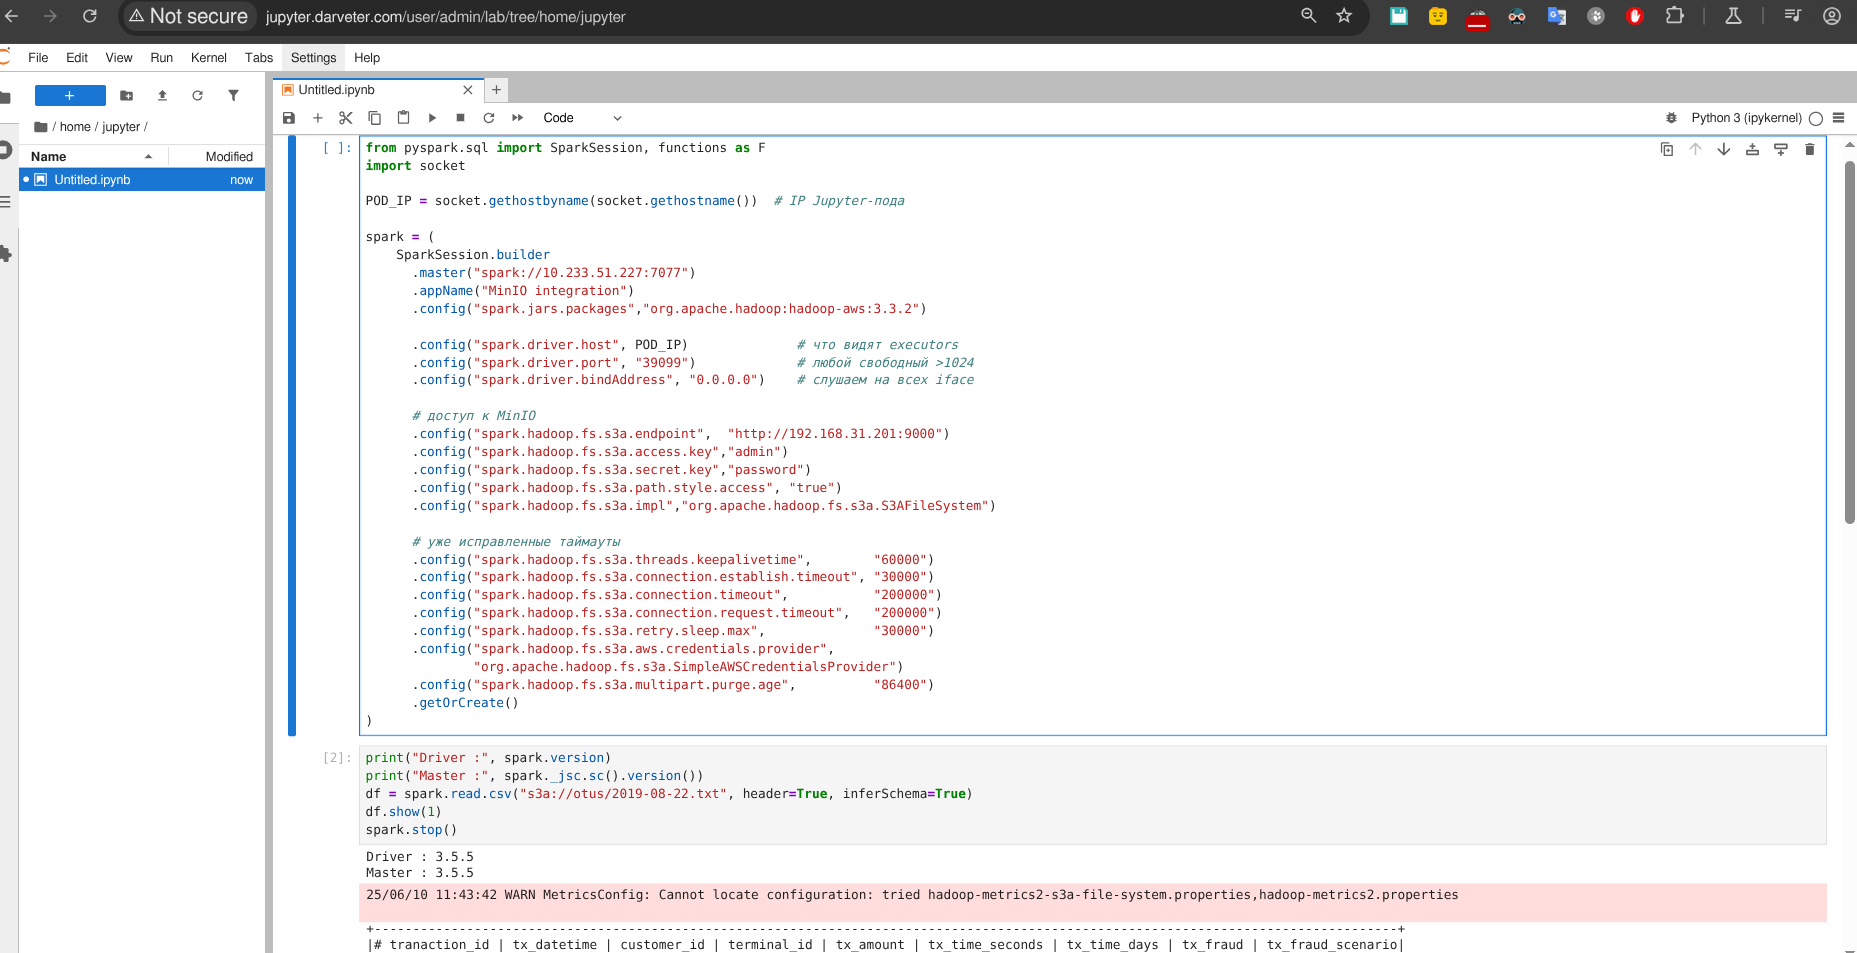 Not secure jupyter.darveter.com/user/admin/lab/tree/home/jupyter
File Edit View Run Kernel Tabs Settings Help
Untitled.ipynb
/ home / jupyter /
Code
Python 3 (ipykernel)
Name Modified
Untitled.ipynb now
[ ]: from pyspark.sql import SparkSession, functions as F
import socket
POD_IP = socket.gethostbyname(socket.gethostname())  # IP Jupyter-пода
spark = (
SparkSession.builder
.master("spark://10.233.51.227:7077")
.appName("MinIO integration")
.config("spark.jars.packages","org.apache.hadoop:hadoop-aws:3.3.2")
.config("spark.driver.host", POD_IP)  # что видят executors
.config("spark.driver.port", "39099")  # любой свободный >1024
.config("spark.driver.bindAddress", "0.0.0.0")  # слушаем на всех iface
# доступ к MinIO
.config("spark.hadoop.fs.s3a.endpoint",  "http://192.168.31.201:9000")
.config("spark.hadoop.fs.s3a.access.key","admin")
.config("spark.hadoop.fs.s3a.secret.key","password")
.config("spark.hadoop.fs.s3a.path.style.access", "true")
.config("spark.hadoop.fs.s3a.impl","org.apache.hadoop.fs.s3a.S3AFileSystem")
# уже исправленные таймауты
.config("spark.hadoop.fs.s3a.threads.keepalivetime", "60000")
.config("spark.hadoop.fs.s3a.connection.establish.timeout", "30000")
.config("spark.hadoop.fs.s3a.connection.timeout", "200000")
.config("spark.hadoop.fs.s3a.connection.request.timeout", "200000")
.config("spark.hadoop.fs.s3a.retry.sleep.max", "30000")
.config("spark.hadoop.fs.s3a.aws.credentials.provider",
"org.apache.hadoop.fs.s3a.SimpleAWSCredentialsProvider")
.config("spark.hadoop.fs.s3a.multipart.purge.age", "86400")
.getOrCreate()
)
[2]: print("Driver :", spark.version)
print("Master :", spark._jsc.sc().version())
df = spark.read.csv("s3a://otus/2019-08-22.txt", header=True, inferSchema=True)
df.show(1)
spark.stop()
Driver : 3.5.5
Master : 3.5.5
25/06/10 11:43:42 WARN MetricsConfig: Cannot locate configuration: tried hadoop-metrics2-s3a-file-system.properties,hadoop-metrics2.properties
|# tranaction_id | tx_datetime | customer_id | terminal_id | tx_amount | tx_time_seconds | tx_time_days | tx_fraud | tx_fraud_scenario|